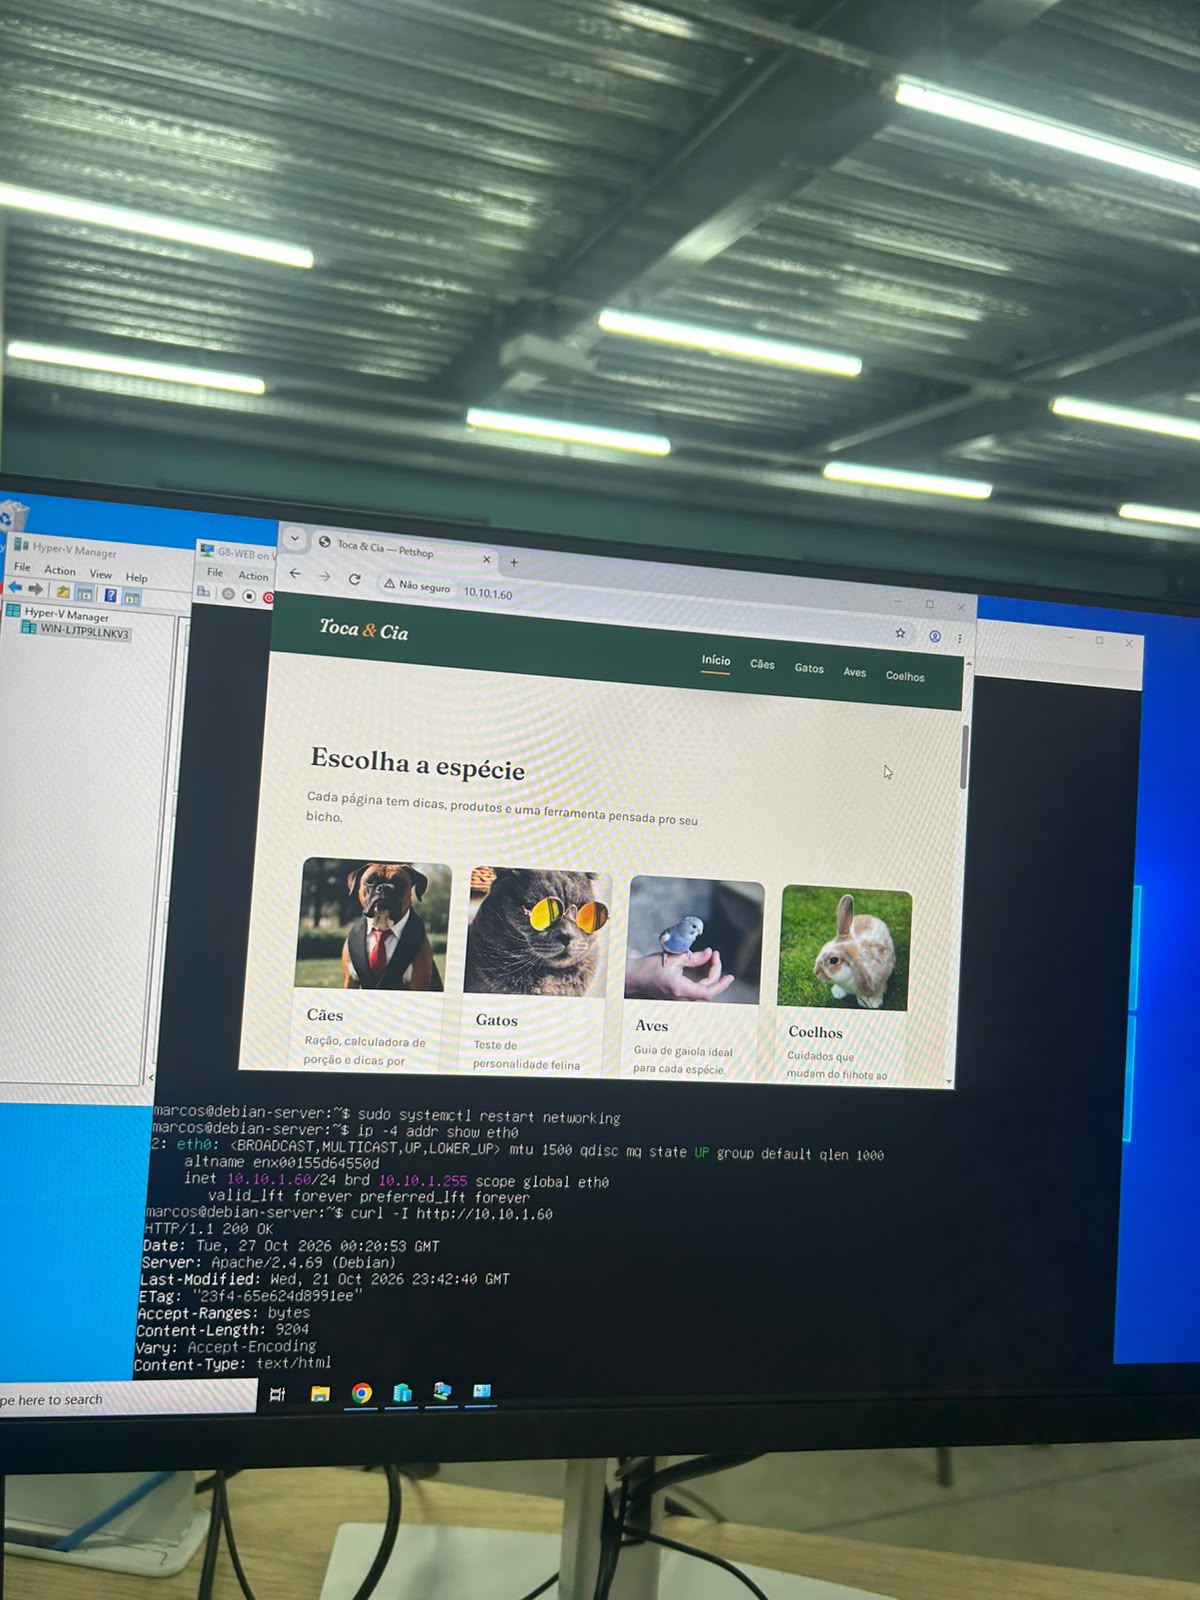 Hyper-V Manager
File Action View Help
Hyper-V Manager
WIN-LJTP9LLNKV3
G8-WEB on
File Action
Toca & Cia — Petshop
Não seguro 10.10.1.60
Toca & Cia
Início Cães Gatos Aves Coelhos
Escolha a espécie
Cada página tem dicas, produtos e uma ferramenta pensada pro seu
bicho.
Cães
Ração, calculadora de
porção e dicas por
Gatos
Teste de
personalidade felina
Aves
Guia de gaiola ideal
para cada espécie.
Coelhos
Cuidados que
mudam do filhote ao
marcos@debian-server:~$ sudo systemctl restart networking
marcos@debian-server:~$ ip -4 addr show eth0
2: eth0: <BROADCAST,MULTICAST,UP,LOWER_UP> mtu 1500 qdisc mq state UP group default qlen 1000
altname enx00155d64550d
inet 10.10.1.60/24 brd 10.10.1.255 scope global eth0
valid_lft forever preferred_lft forever
marcos@debian-server:~$ curl -I http://10.10.1.60
HTTP/1.1 200 OK
Date: Tue, 27 Oct 2026 00:20:53 GMT
Server: Apache/2.4.69 (Debian)
Last-Modified: Wed, 21 Oct 2026 23:42:40 GMT
ETag: "23f4-65e624d8991ee"
Accept-Ranges: bytes
Content-Length: 9204
Vary: Accept-Encoding
Content-Type: text/html
pe here to search